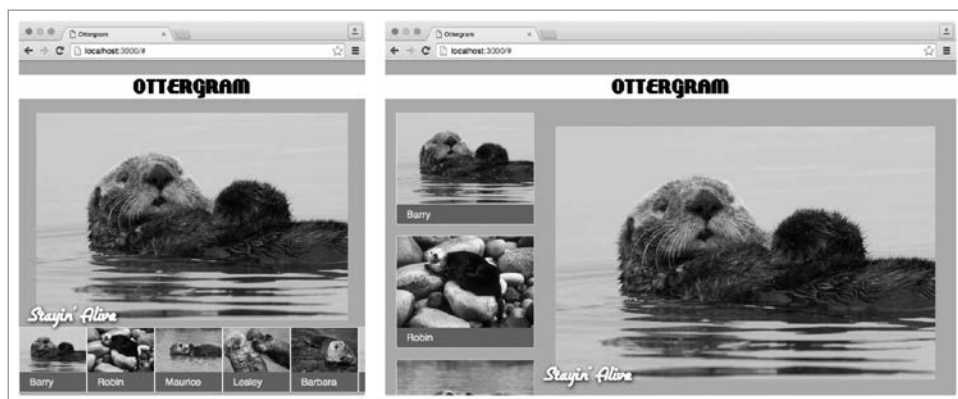 Ottergram
localhost:3000/#
OTTERGRAM
Stayin' Alive
Barry
Robin
Maurice
Lesley
Barbara
Ottergram
localhost:3000/#
OTTERGRAM
Barry
Robin
Stayin' Alive